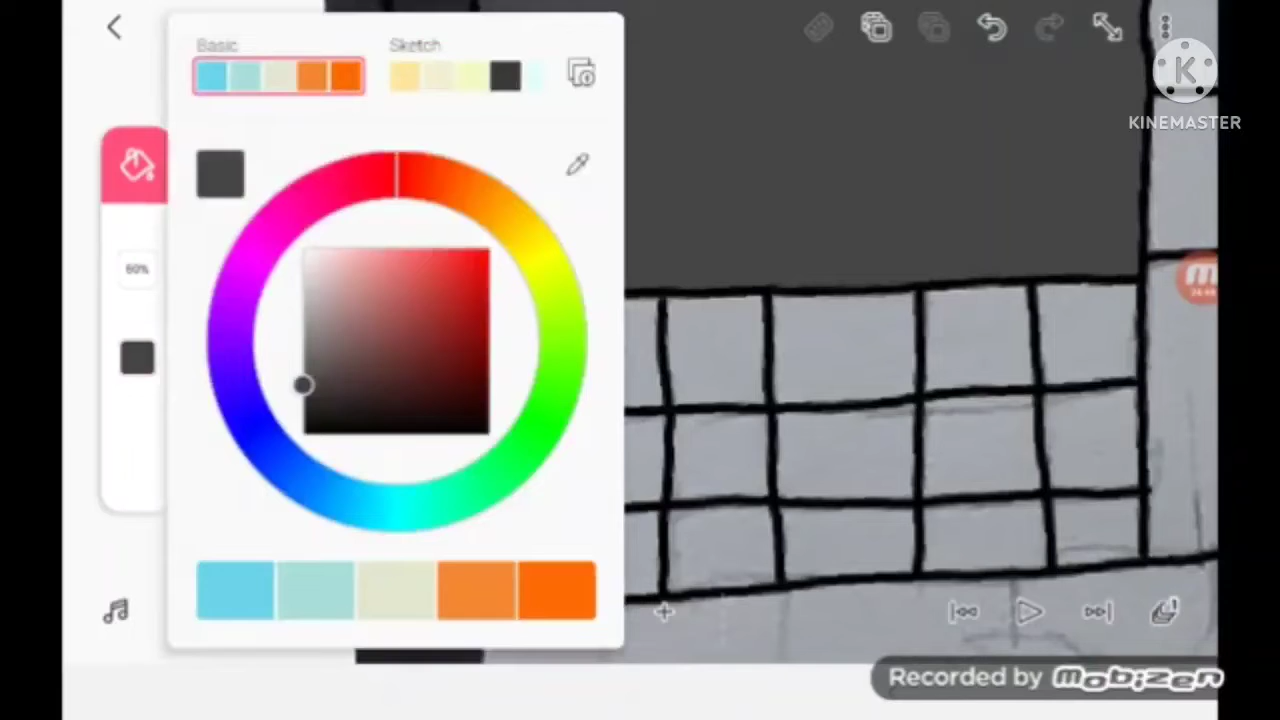 Basic
Sketch
60%
K
KINEMASTER
Recorded by mobizen